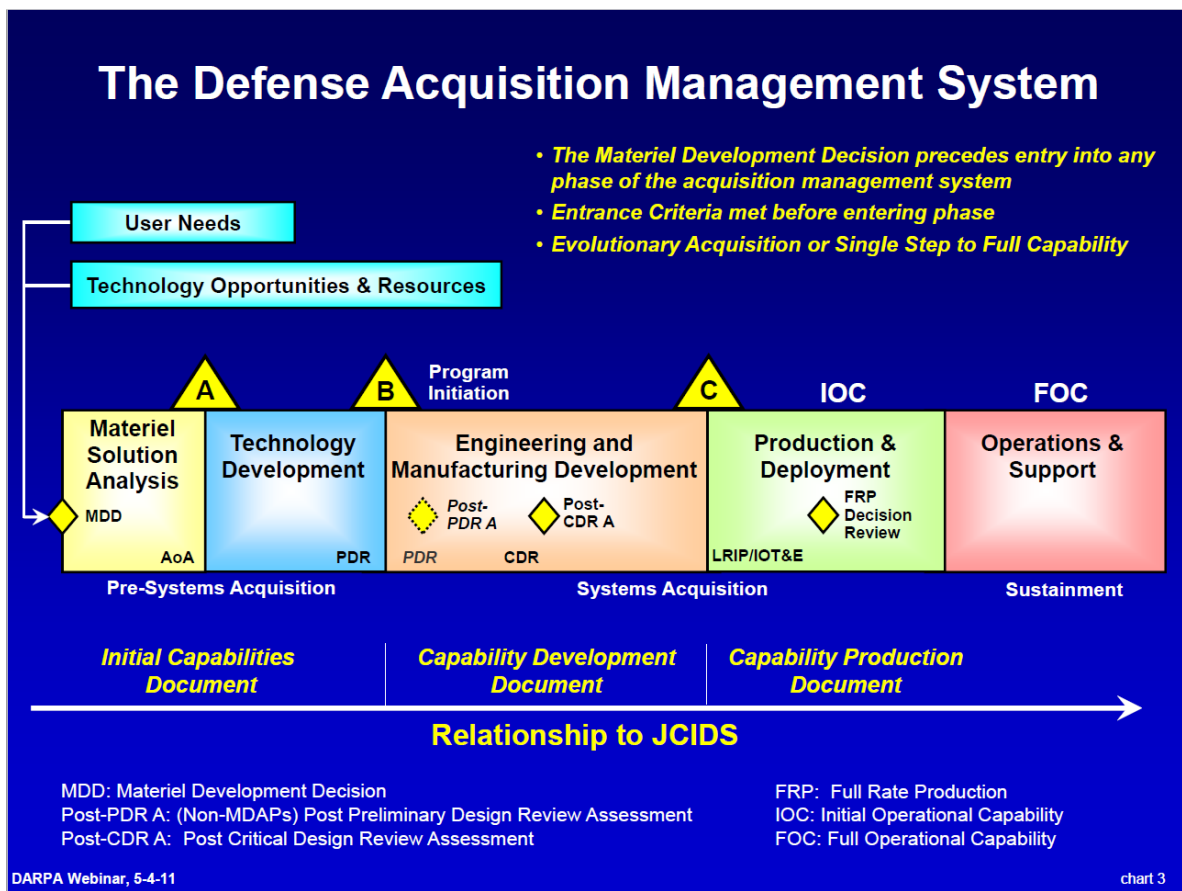 The Defense Acquisition Management System
• The Materiel Development Decision precedes entry into any
phase of the acquisition management system
• Entrance Criteria met before entering phase
• Evolutionary Acquisition or Single Step to Full Capability
User Needs
Technology Opportunities & Resources
A
B
Program
Initiation
C
IOC
FOC
Materiel
Solution
Analysis
MDD
AoA
Technology
Development
PDR
Engineering and
Manufacturing Development
Post-
PDR A
Post-
CDR A
PDR
CDR
Production &
Deployment
FRP
Decision
Review
LRIP/IOT&E
Operations &
Support
Pre-Systems Acquisition
Systems Acquisition
Sustainment
Initial Capabilities
Document
Capability Development
Document
Capability Production
Document
Relationship to JCIDS
MDD: Materiel Development Decision
Post-PDR A: (Non-MDAPs) Post Preliminary Design Review Assessment
Post-CDR A: Post Critical Design Review Assessment
FRP: Full Rate Production
IOC: Initial Operational Capability
FOC: Full Operational Capability
DARPA Webinar, 5-4-11
chart 3